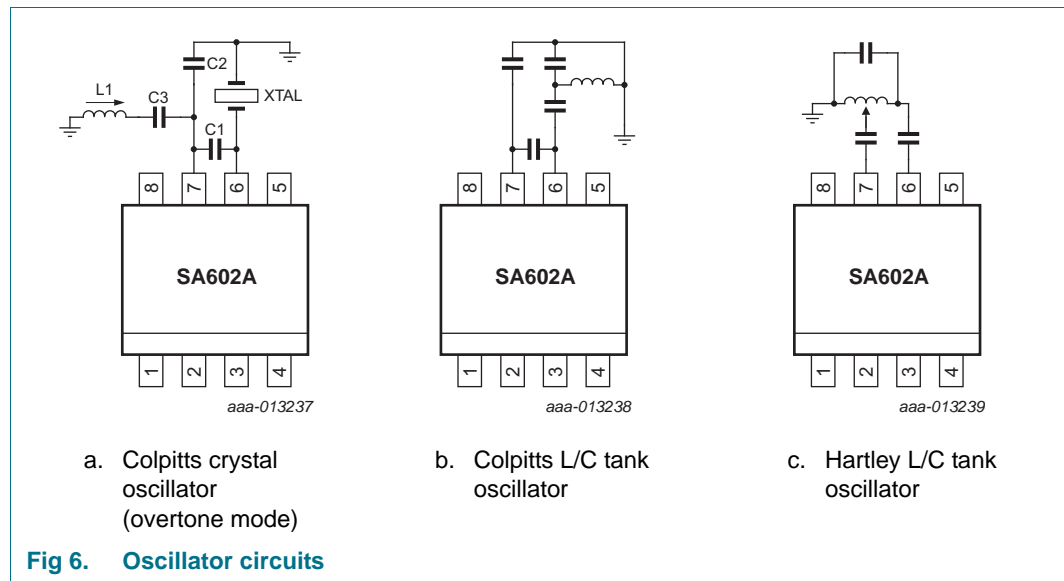 C2
L1
C3
XTAL
C1
8 7 6 5
SA602A
1 2 3 4
aaa-013237
8 7 6 5
SA602A
1 2 3 4
aaa-013238
8 7 6 5
SA602A
1 2 3 4
aaa-013239
a. Colpitts crystal
oscillator
(overtone mode)
b. Colpitts L/C tank
oscillator
c. Hartley L/C tank
oscillator
Fig 6. Oscillator circuits